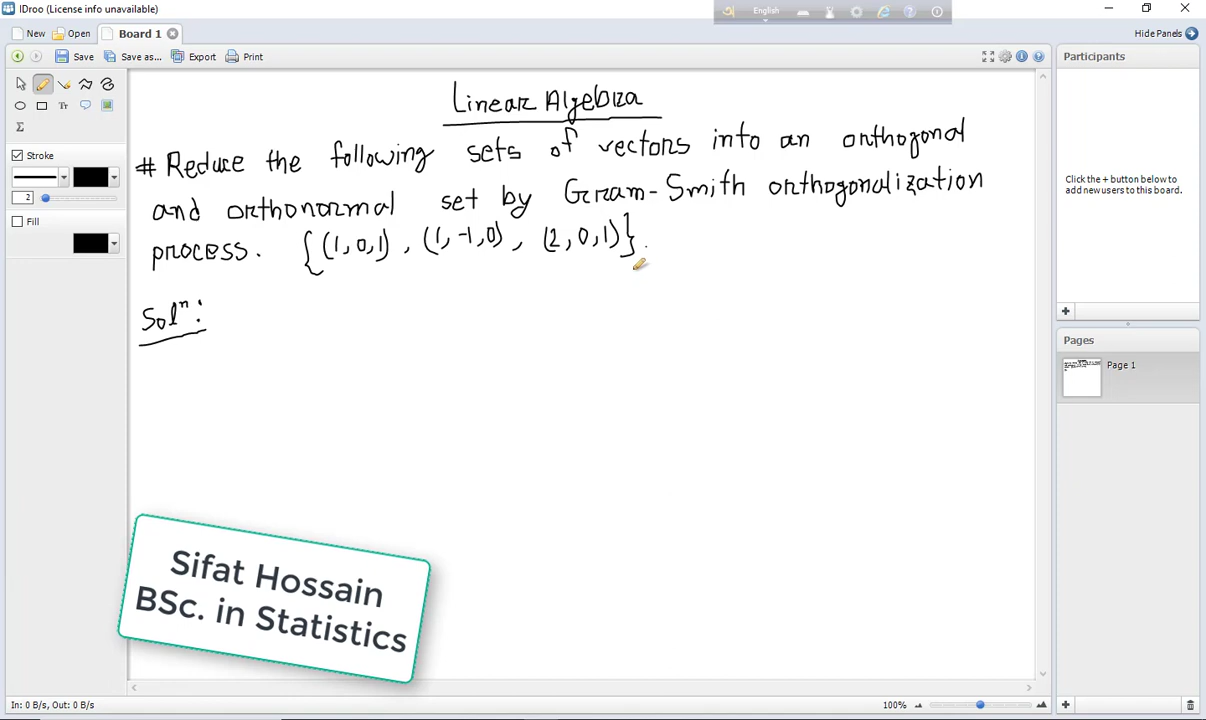 IDroo (License info unavailable)
English
New Open Board 1 Hide Panels
Save Save as... Export Print
Participants
Linear Algebra
# Reduce the following sets of vectors into an orthogonal
and orthonormal set by Gram-Smith orthogonalization
process. {(1, 0, 1), (1, -1, 0), (2, 0, 1)}.
Solⁿ:
Tr
Σ
Stroke
2
Fill
Click the + button below to
add new users to this board.
Pages
Page 1
Sifat Hossain
BSc. in Statistics
In: 0 B/s, Out: 0 B/s 100%